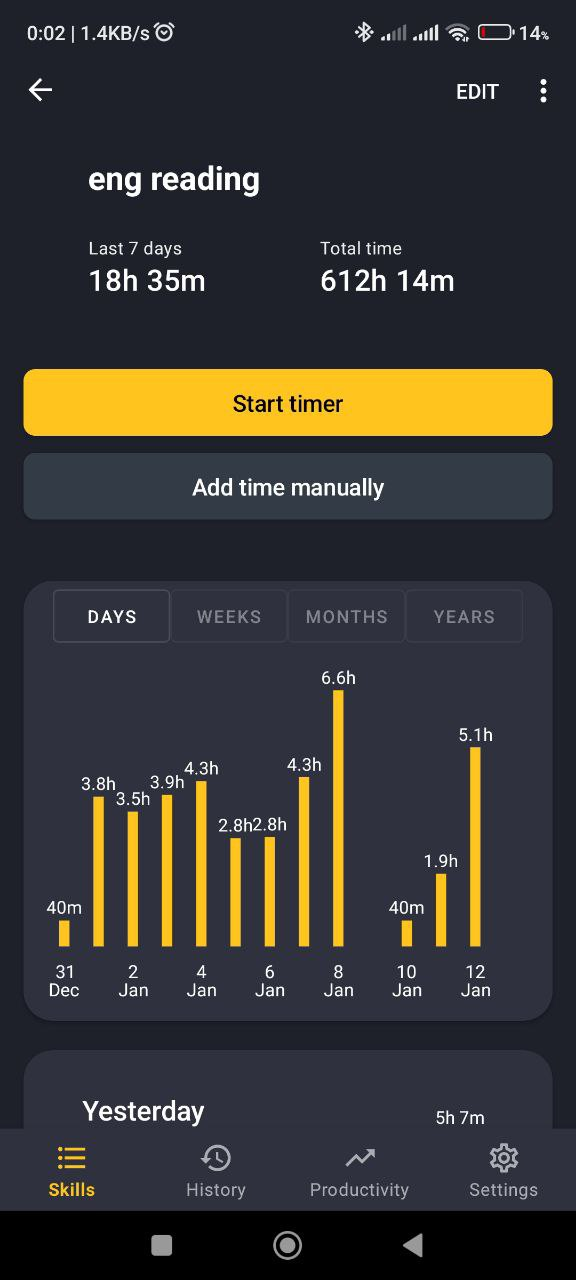 0:02 | 1.4KB/s 14%
EDIT
eng reading
Last 7 days Total time
18h 35m 612h 14m
Start timer
Add time manually
DAYS WEEKS MONTHS YEARS
6.6h
5.1h
4.3h 4.3h
3.8h 3.9h
3.5h
2.8h 2.8h
1.9h
40m 40m
31 2 4 6 8 10 12
Dec Jan Jan Jan Jan Jan Jan
Yesterday 5h 7m
Skills History Productivity Settings